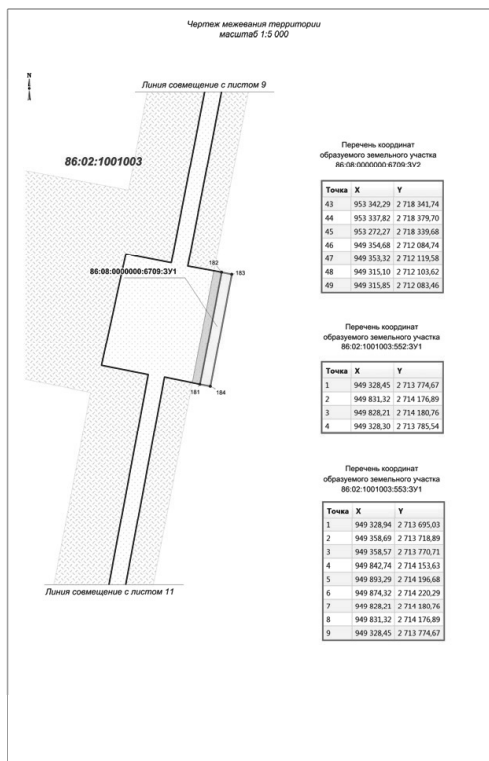 Чертеж межевания территории
масштаб 1:5 000
N
Линия совмещение с листом 9
86:02:1001003
182
86:08:0000000:6709:ЗУ1
183
181
184
Линия совмещение с листом 11
Перечень координат
образуемого земельного участка
86:08:0000000:6709:ЗУ2
Точка X Y
43 953 342,29 2 718 341,74
44 953 337,82 2 718 379,70
45 953 272,27 2 718 339,68
46 949 354,68 2 712 084,74
47 949 353,32 2 712 119,58
48 949 315,10 2 712 103,62
49 949 315,85 2 712 083,46
Перечень координат
образуемого земельного участка
86:02:1001003:552:ЗУ1
Точка X Y
1 949 328,45 2 713 774,67
2 949 831,32 2 714 176,89
3 949 828,21 2 714 180,76
4 949 328,30 2 713 785,54
Перечень координат
образуемого земельного участка
86:02:1001003:553:ЗУ1
Точка X Y
1 949 328,94 2 713 695,03
2 949 358,69 2 713 718,89
3 949 358,57 2 713 770,71
4 949 842,74 2 714 153,63
5 949 893,29 2 714 196,68
6 949 874,32 2 714 220,29
7 949 828,21 2 714 180,76
8 949 831,32 2 714 176,89
9 949 328,45 2 713 774,67